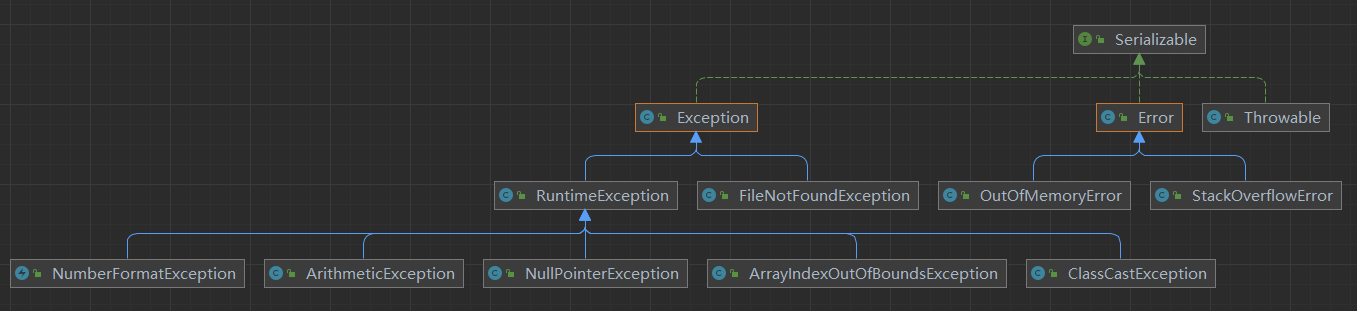 Serializable
Exception
Error
Throwable
RuntimeException
FileNotFoundException
OutOfMemoryError
StackOverflowError
NumberFormatException
ArithmeticException
NullPointerException
ArrayIndexOutOfBoundsException
ClassCastException